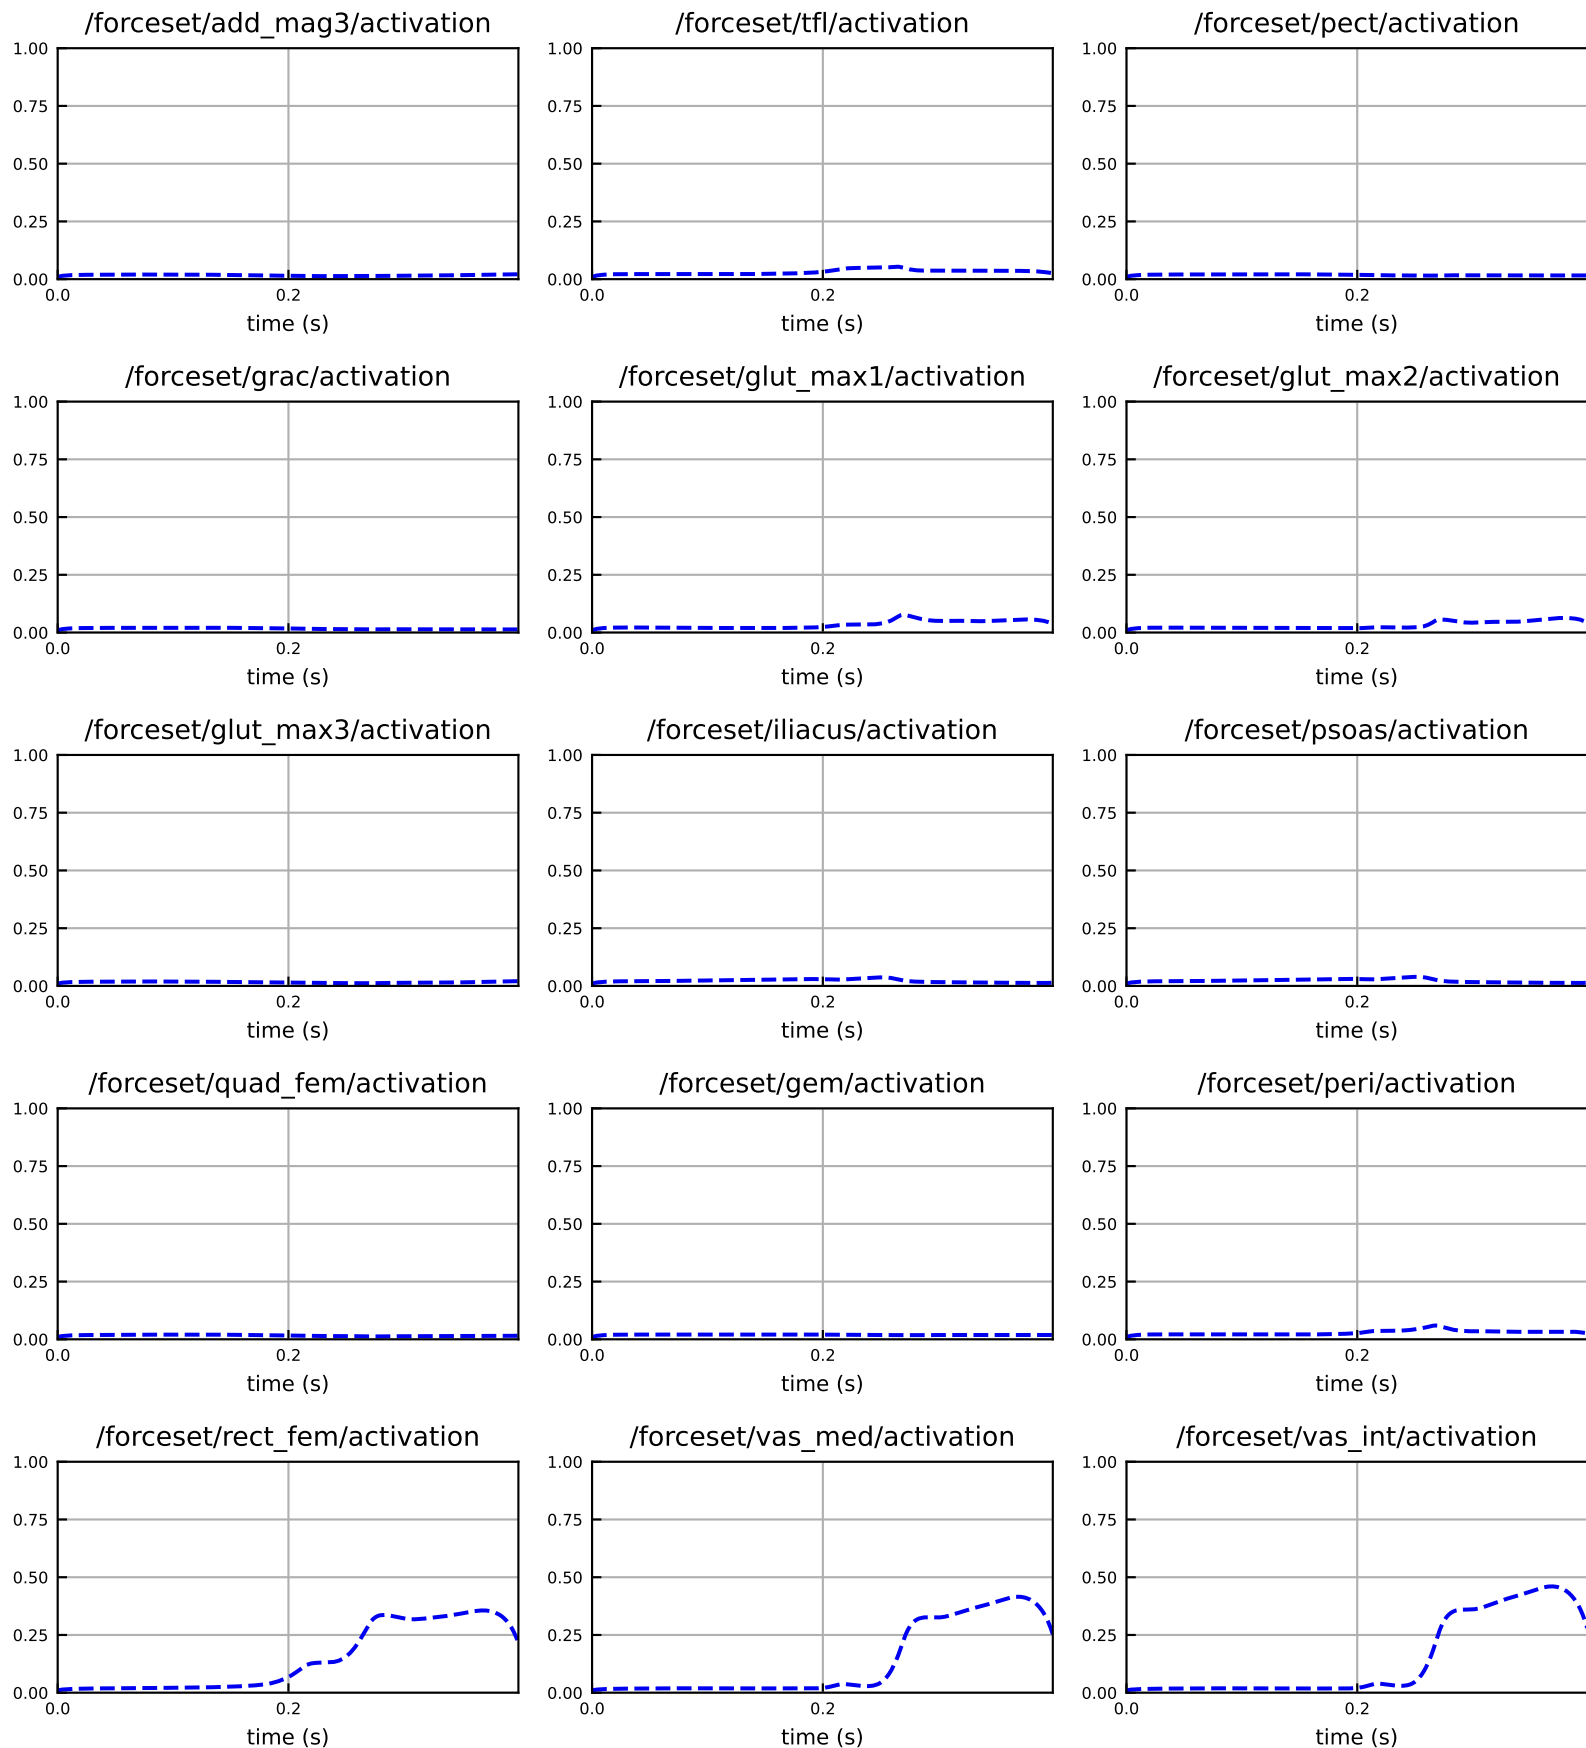 /forceset/add_mag3/activation /forceset/tfl/activation /forceset/pect/activation
1.00 1.00 1.00
0.75 0.75 0.75
0.50 0.50 0.50
0.25 0.25 0.25
0.00 0.00 0.00
0.0 0.2 0.0 0.2 0.0 0.2
time (s) time (s) time (s)
/forceset/grac/activation /forceset/glut_max1/activation /forceset/glut_max2/activation
1.00 1.00 1.00
0.75 0.75 0.75
0.50 0.50 0.50
0.25 0.25 0.25
0.00 0.00 0.00
0.0 0.2 0.0 0.2 0.0 0.2
time (s) time (s) time (s)
/forceset/glut_max3/activation /forceset/iliacus/activation /forceset/psoas/activation
1.00 1.00 1.00
0.75 0.75 0.75
0.50 0.50 0.50
0.25 0.25 0.25
0.00 0.00 0.00
0.0 0.2 0.0 0.2 0.0 0.2
time (s) time (s) time (s)
/forceset/quad_fem/activation /forceset/gem/activation /forceset/peri/activation
1.00 1.00 1.00
0.75 0.75 0.75
0.50 0.50 0.50
0.25 0.25 0.25
0.00 0.00 0.00
0.0 0.2 0.0 0.2 0.0 0.2
time (s) time (s) time (s)
/forceset/rect_fem/activation /forceset/vas_med/activation /forceset/vas_int/activation
1.00 1.00 1.00
0.75 0.75 0.75
0.50 0.50 0.50
0.25 0.25 0.25
0.00 0.00 0.00
0.0 0.2 0.0 0.2 0.0 0.2
time (s) time (s) time (s)